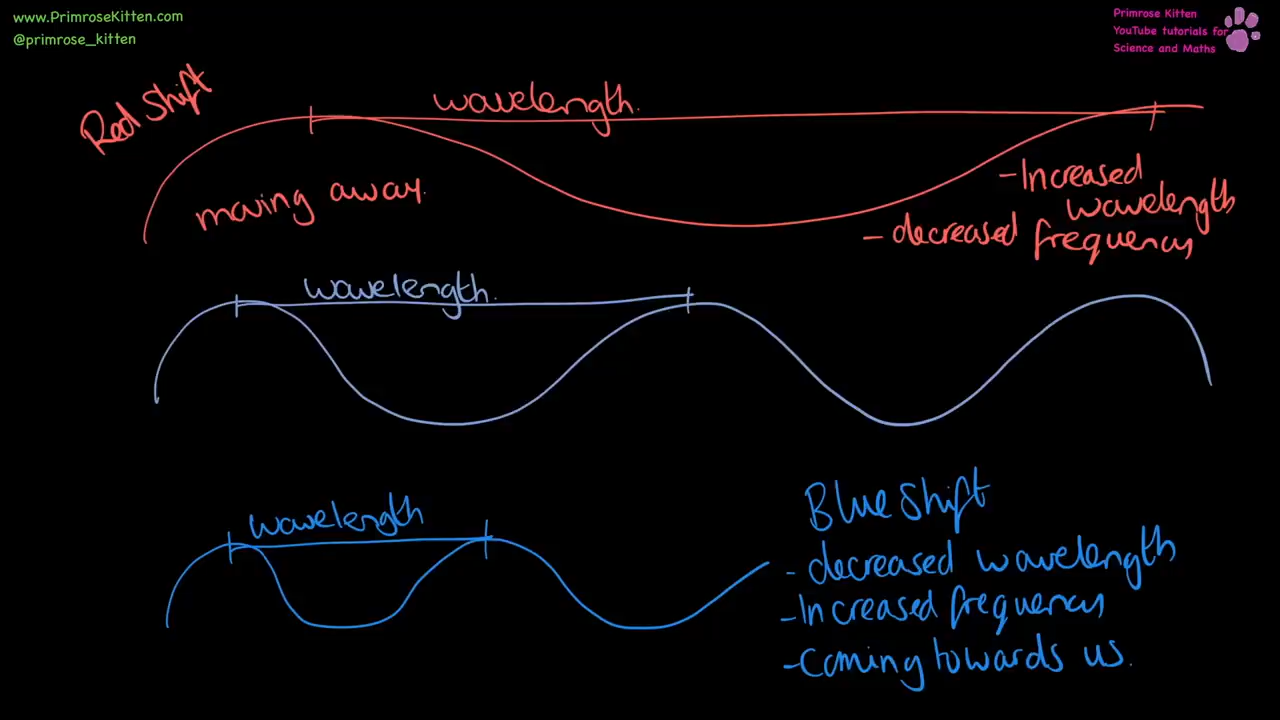 www.PrimroseKitten.com
@primrose_kitten
Primrose Kitten
YouTube tutorials for
Science and Maths
Red Shift
wavelength.
moving away.
-Increased
wavelength
- decreased frequency
wavelength.
wavelength
Blue Shift
- decreased wavelength
-Increased frequency
-Coming towards us.